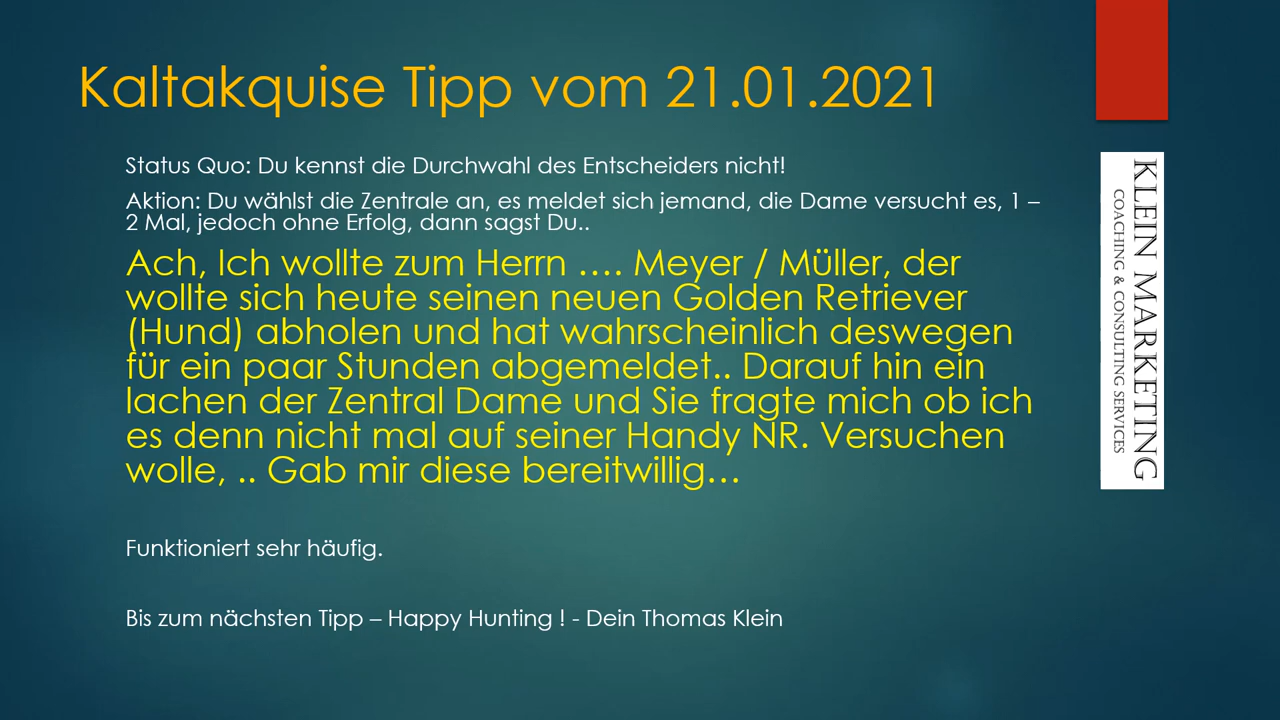 Kaltakquise Tipp vom 21.01.2021
Status Quo: Du kennst die Durchwahl des Entscheiders nicht!
Aktion: Du wählst die Zentrale an, es meldet sich jemand, die Dame versucht es, 1 –
2 Mal, jedoch ohne Erfolg, dann sagst Du..
Ach, Ich wollte zum Herrn .... Meyer / Müller, der
wollte sich heute seinen neuen Golden Retriever
(Hund) abholen und hat wahrscheinlich deswegen
für ein paar Stunden abgemeldet.. Darauf hin ein
lachen der Zentral Dame und Sie fragte mich ob ich
es denn nicht mal auf seiner Handy NR. Versuchen
wolle, .. Gab mir diese bereitwillig…
Funktioniert sehr häufig.
Bis zum nächsten Tipp – Happy Hunting ! - Dein Thomas Klein
KLEIN MARKETING
COACHING & CONSULTING SERVICES